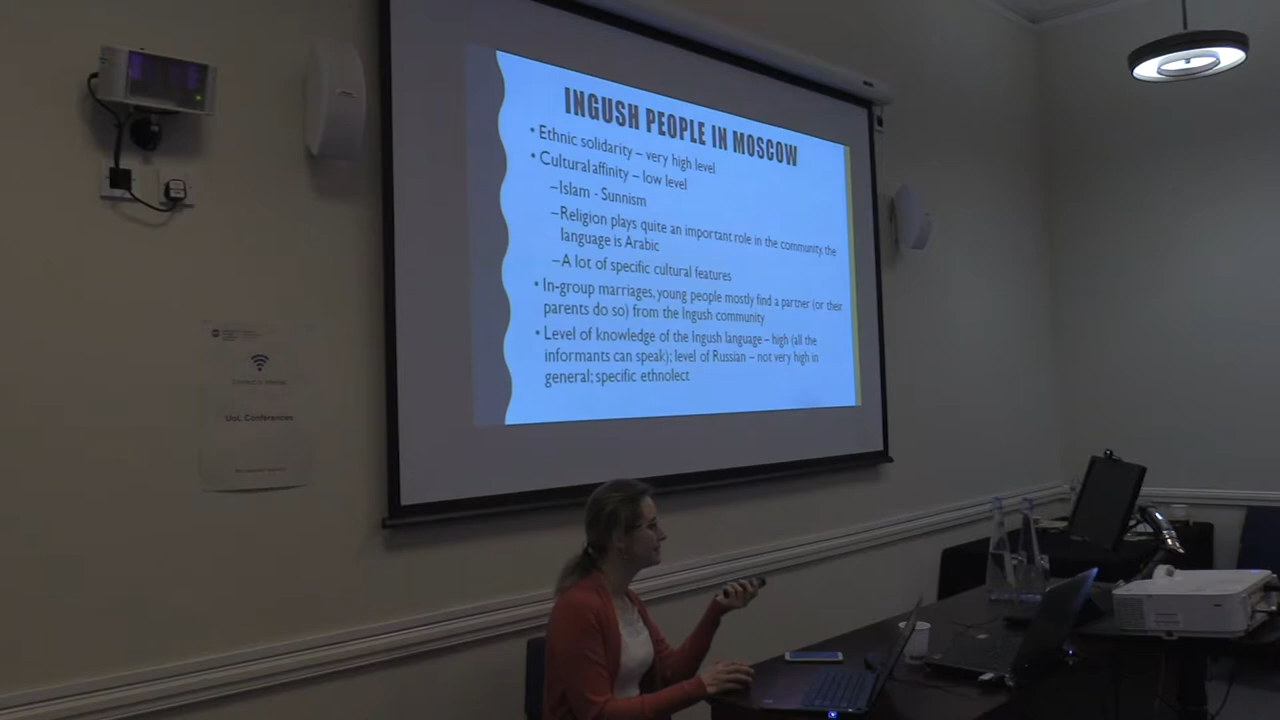 INGUSH PEOPLE IN MOSCOW
• Ethnic solidarity – very high level
• Cultural affinity – low level
–Islam - Sunnism
–Religion plays quite an important role in the community, the
language is Arabic
–A lot of specific cultural features
• In-group marriages, young people mostly find a partner (or their
parents do so) from the Ingush community
• Level of knowledge of the Ingush language – high (all the
informants can speak); level of Russian – not very high in
general; specific ethnolect
UoL Conferences